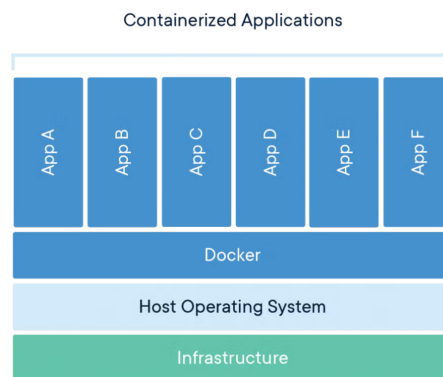 Containerized Applications
App A
App B
App C
App D
App E
App F
Docker
Host Operating System
Infrastructure